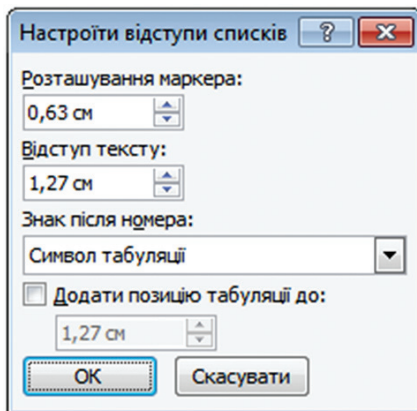 Настроїти відступи списків
Розташування маркера:
0,63 см
Відступ тексту:
1,27 см
Знак після номера:
Символ табуляції
Додати позицію табуляції до:
1,27 см
ОК Скасувати